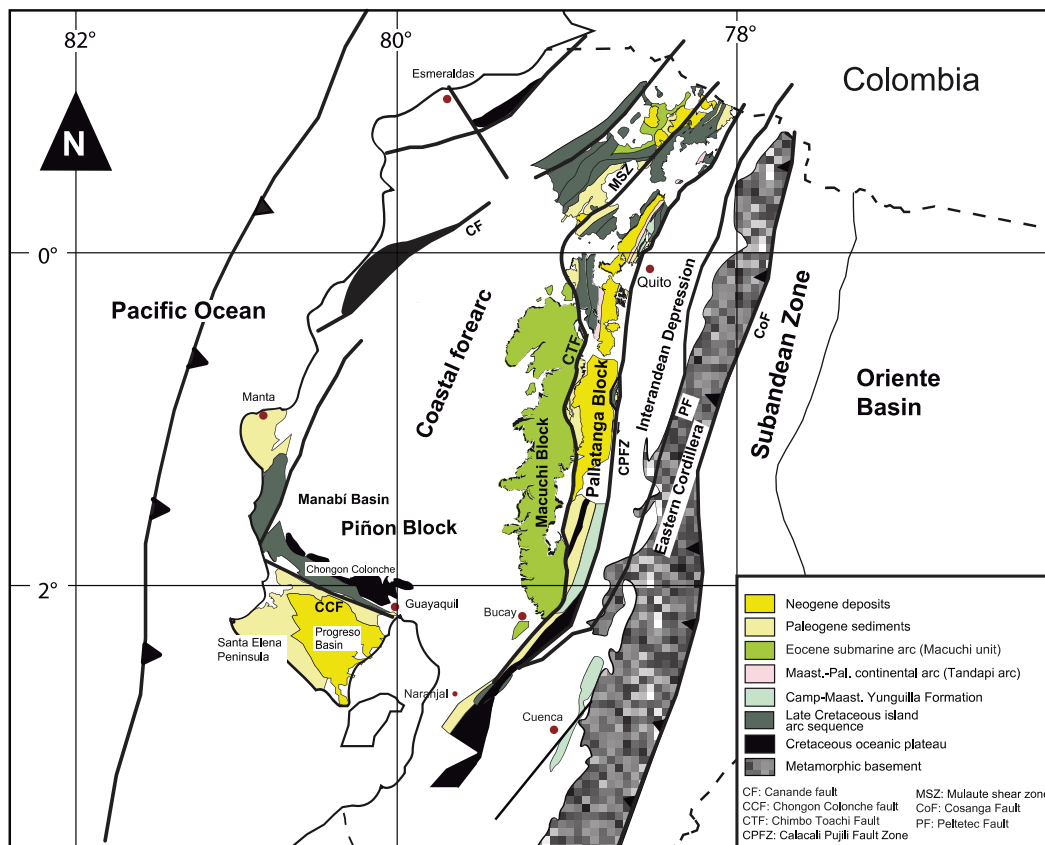 82°
80°
78°
Esmeraldas
Colombia
N
MSZ
CF
0°
Quito
Pacific Ocean
Coastal forearc
Interandean Depression
CoF
Subandean Zone
CTF
Oriente
Basin
Manta
Macuchi Block
Pallatanga Block
CPFZ
PF
Eastern Cordillera
Manabí Basin
Piñon Block
Chongon Colonche
2°
CCF
Guayaquil
Bucay
Progreso
Basin
Santa Elena
Peninsula
Naranjal
Cuenca
Neogene deposits
Paleogene sediments
Eocene submarine arc (Macuchi unit)
Maast.-Pal. continental arc (Tandapi arc)
Camp-Maast. Yunguilla Formation
Late Cretaceous island
arc sequence
Cretaceous oceanic plateau
Metamorphic basement
CF: Canande fault
CCF: Chongon Colonche fault
CTF: Chimbo Toachi Fault
CPFZ: Calacali Pujili Fault Zone
MSZ: Mulaute shear zone
CoF: Cosanga Fault
PF: Peltetec Fault